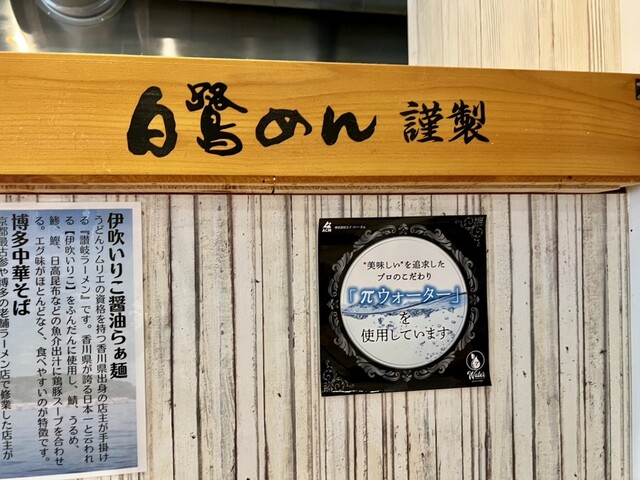 白鷺めん 謹製
伊吹いりこ醤油らぁ麺
うどんソムリエの資格を持つ香川県出身の店主が手掛け
る『讃岐ラーメン』です。香川県が誇る日本一と云われ
る【伊吹いりこ】をふんだんに使用し、鯖、うるめ、
鯵、鰹、日高昆布などの魚介出汁に鶏豚スープを合わせ
る。エグ味がほとんどなく、食べやすいのが特徴です。
博多中華そば
京都最古参や博多の老舗ラーメン店で修業した店主が
ACM
"美味しい"を追求した
プロのこだわり
「πウォーター」
を
使用しています
Water